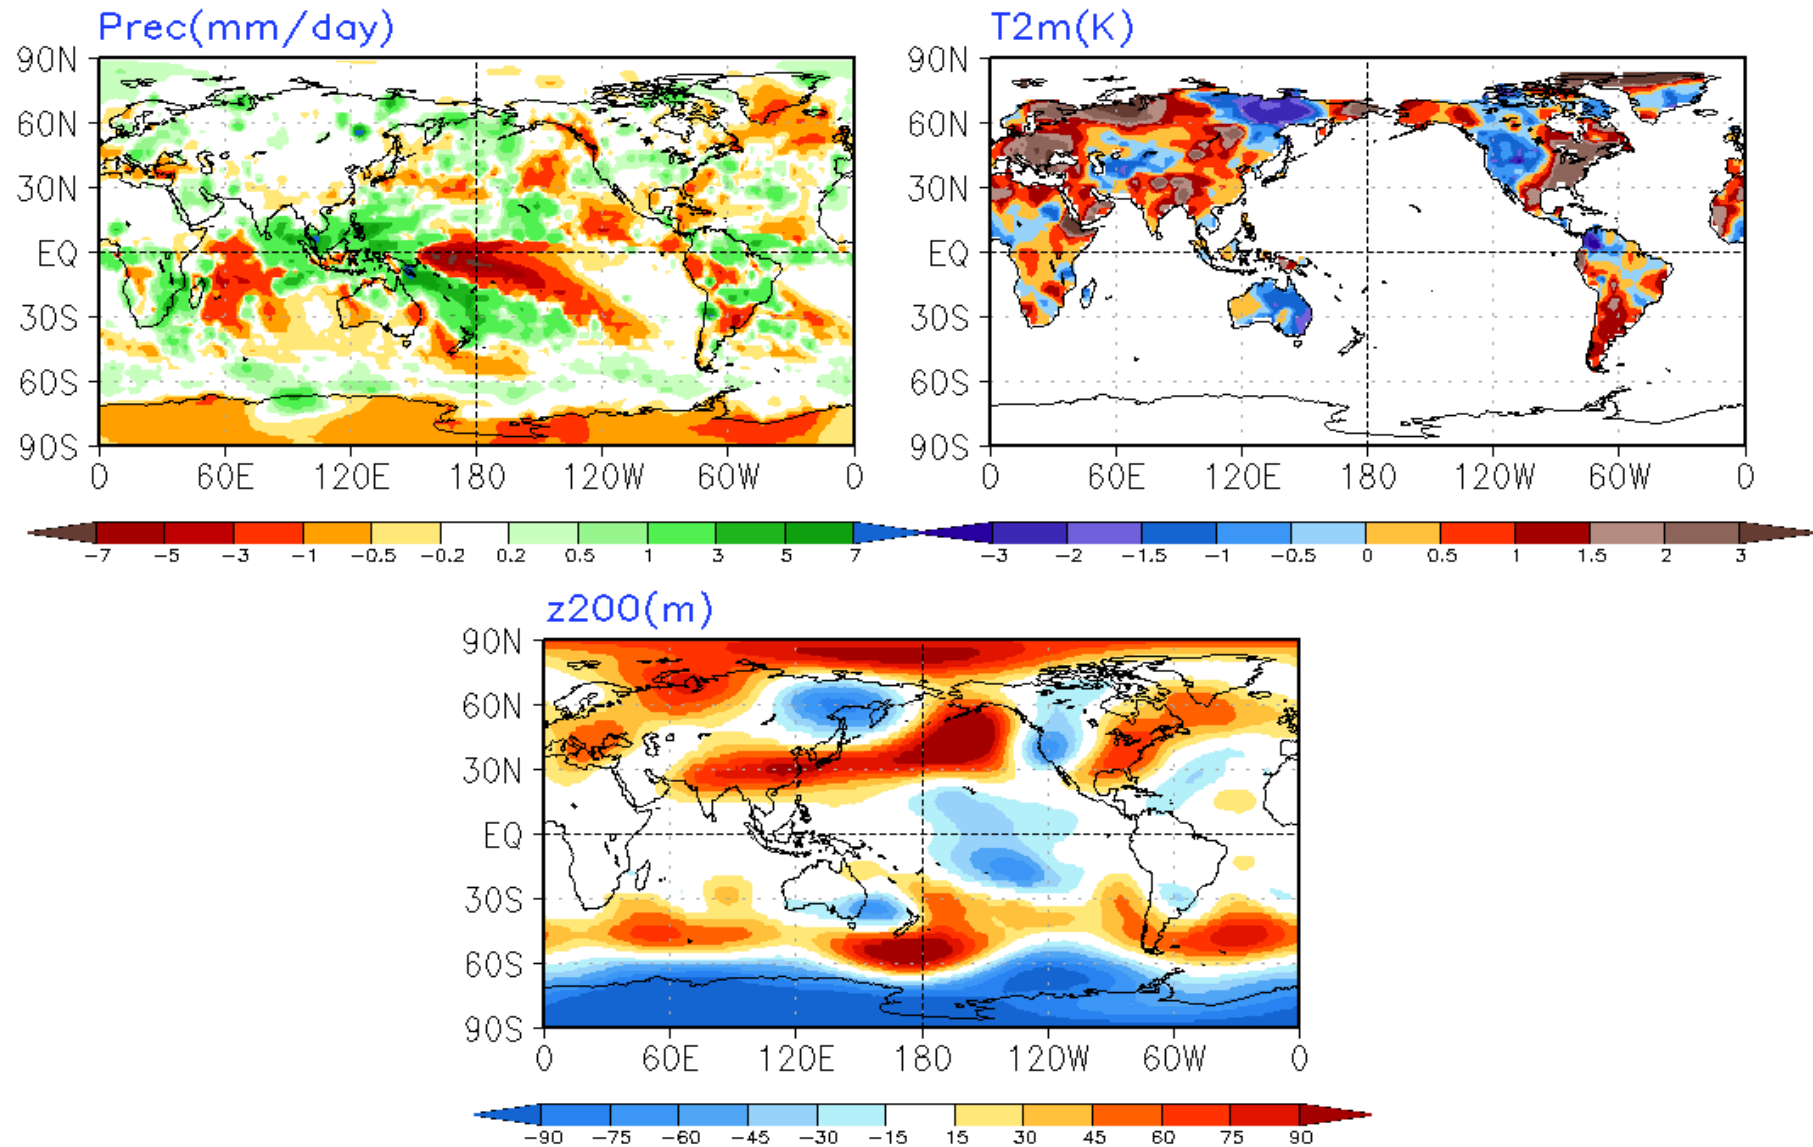 Prec(mm/day)
90N
60N
30N
EQ
30S
60S
90S
0 60E 120E 180 120W 60W 0
-7 -5 -3 -1 -0.5 -0.2 0.2 0.5 1 3 5 7
T2m(K)
90N
60N
30N
EQ
30S
60S
90S
0 60E 120E 180 120W 60W 0
-3 -2 -1.5 -1 -0.5 0 0.5 1 1.5 2 3
z200(m)
90N
60N
30N
EQ
30S
60S
90S
0 60E 120E 180 120W 60W 0
-90 -75 -60 -45 -30 -15 15 30 45 60 75 90